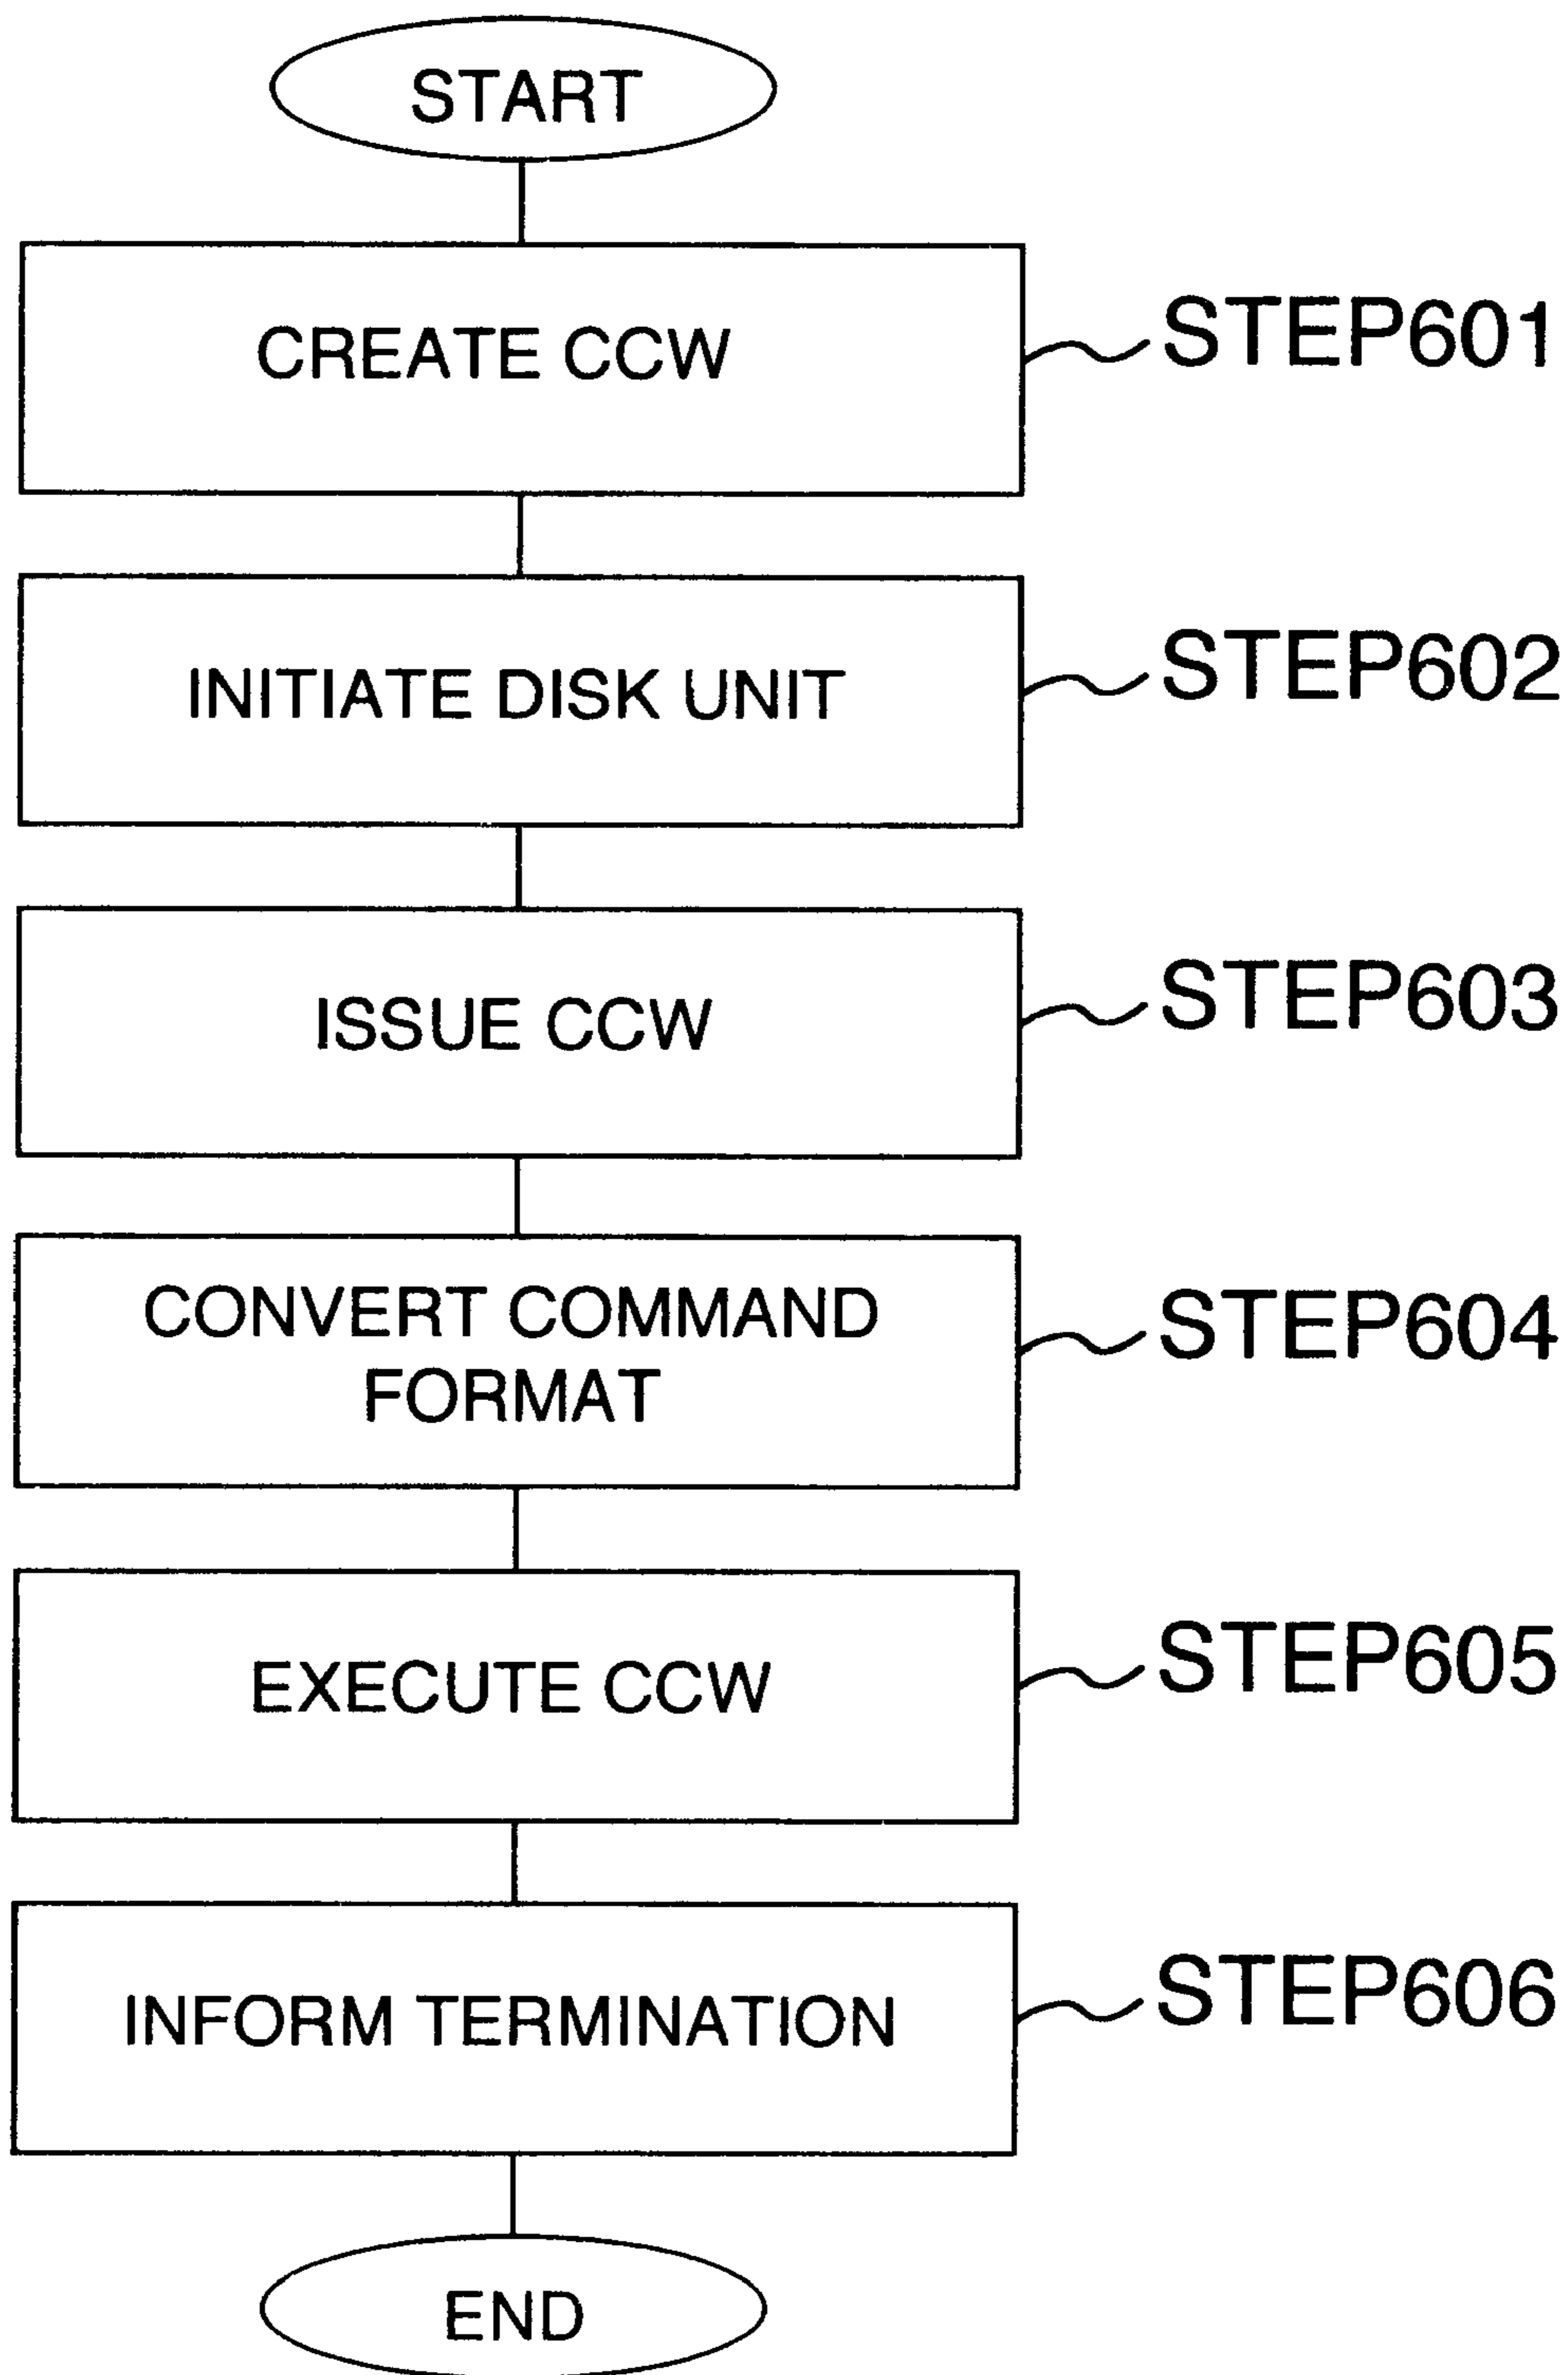 START
CREATE CCW
STEP601
INITIATE DISK UNIT
STEP602
ISSUE CCW
STEP603
CONVERT COMMAND
FORMAT
STEP604
EXECUTE CCW
STEP605
INFORM TERMINATION
STEP606
END